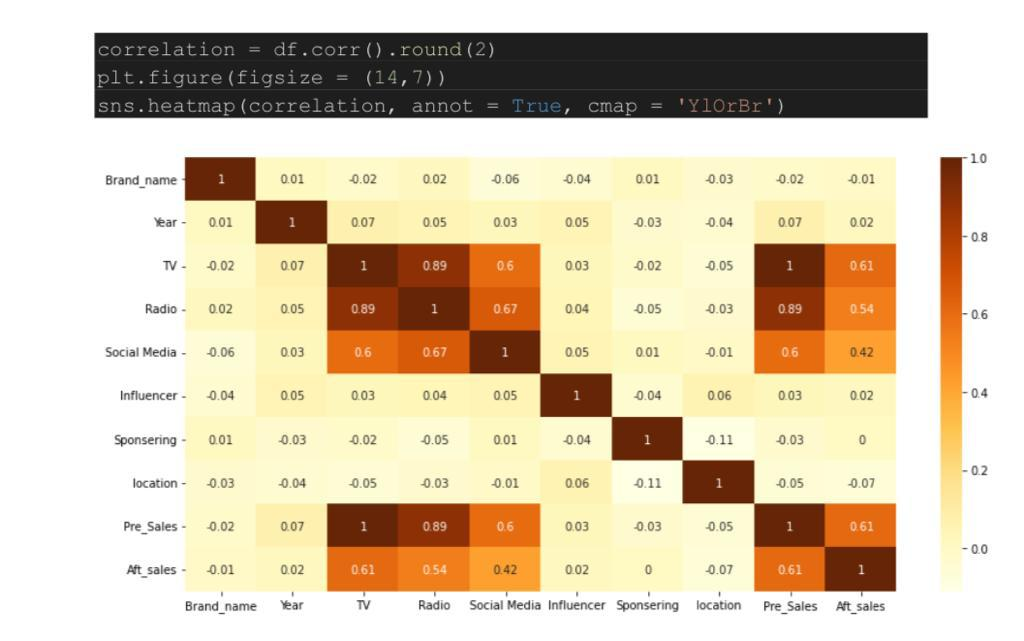 correlation = df.corr().round(2)
plt.figure(figsize = (14,7))
sns.heatmap(correlation, annot = True, cmap = 'YlOrBr')
Brand_name 1 0.01 -0.02 0.02 -0.06 -0.04 0.01 -0.03 -0.02 -0.01
Year 0.01 1 0.07 0.05 0.03 0.05 -0.03 -0.04 0.07 0.02
TV -0.02 0.07 1 0.89 0.6 0.03 -0.02 -0.05 1 0.61
Radio 0.02 0.05 0.89 1 0.67 0.04 -0.05 -0.03 0.89 0.54
Social Media -0.06 0.03 0.6 0.67 1 0.05 0.01 -0.01 0.6 0.42
Influencer -0.04 0.05 0.03 0.04 0.05 1 -0.04 0.06 0.03 0.02
Sponsering 0.01 -0.03 -0.02 -0.05 0.01 -0.04 1 -0.11 -0.03 0
location -0.03 -0.04 -0.05 -0.03 -0.01 0.06 -0.11 1 -0.05 -0.07
Pre_Sales -0.02 0.07 1 0.89 0.6 0.03 -0.03 -0.05 1 0.61
Aft_sales -0.01 0.02 0.61 0.54 0.42 0.02 0 -0.07 0.61 1
Brand_name Year TV Radio Social Media Influencer Sponsering location Pre_Sales Aft_sales
1.0
0.8
0.6
0.4
0.2
0.0